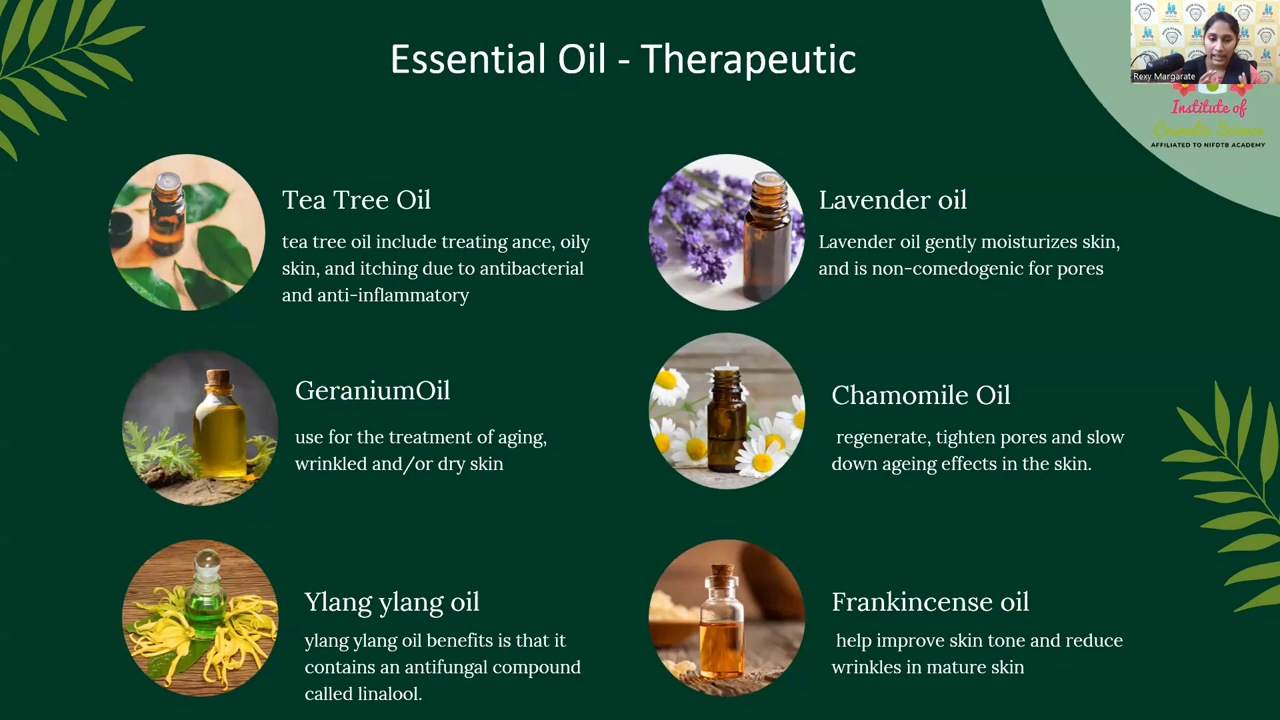 Essential Oil - Therapeutic
Rexy Margarate
Institute of
Cosmetic Science
AFFILIATED TO NIFDTB ACADEMY
Tea Tree Oil
tea tree oil include treating ance, oily
skin, and itching due to antibacterial
and anti-inflammatory
Lavender oil
Lavender oil gently moisturizes skin,
and is non-comedogenic for pores
GeraniumOil
use for the treatment of aging,
wrinkled and/or dry skin
Chamomile Oil
regenerate, tighten pores and slow
down ageing effects in the skin.
Ylang ylang oil
ylang ylang oil benefits is that it
contains an antifungal compound
called linalool.
Frankincense oil
help improve skin tone and reduce
wrinkles in mature skin